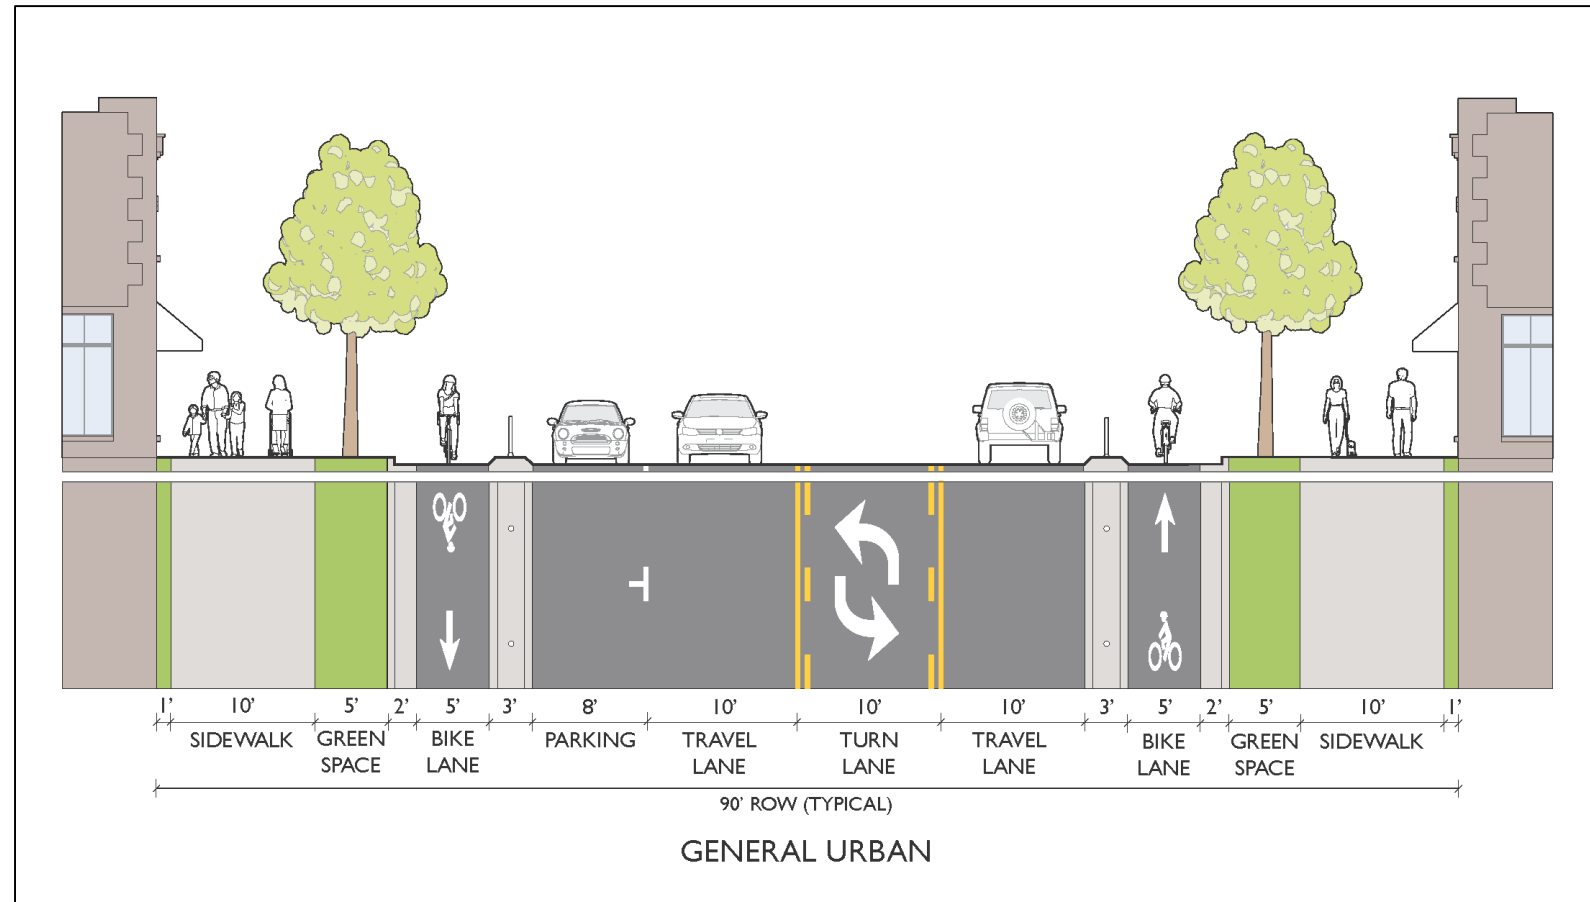 1’ 10’ 5’ 2’ 5’ 3’ 8’ 10’ 10’ 10’ 3’ 5’ 2’ 5’ 10’ 1’
SIDEWALK GREEN SPACE BIKE LANE PARKING TRAVEL LANE TURN LANE TRAVEL LANE BIKE LANE GREEN SPACE SIDEWALK
90’ ROW (TYPICAL)
GENERAL URBAN